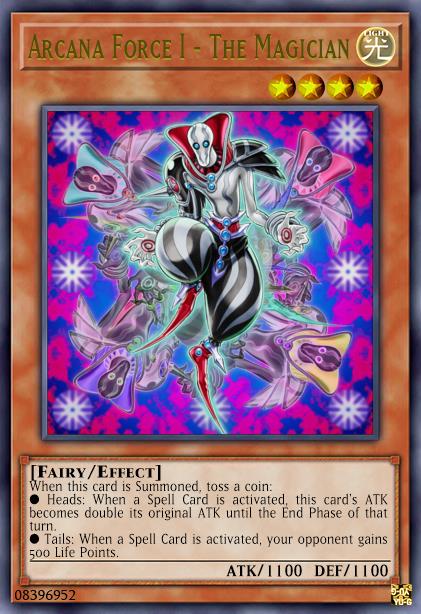 ARCANA FORCE I - THE MAGICIAN
LIGHT
光
[FAIRY/EFFECT]
When this card is Summoned, toss a coin:
● Heads: When a Spell Card is activated, this card's ATK
becomes double its original ATK until the End Phase of that
turn.
● Tails: When a Spell Card is activated, your opponent gains
500 Life Points.
ATK/1100 DEF/1100
08396952